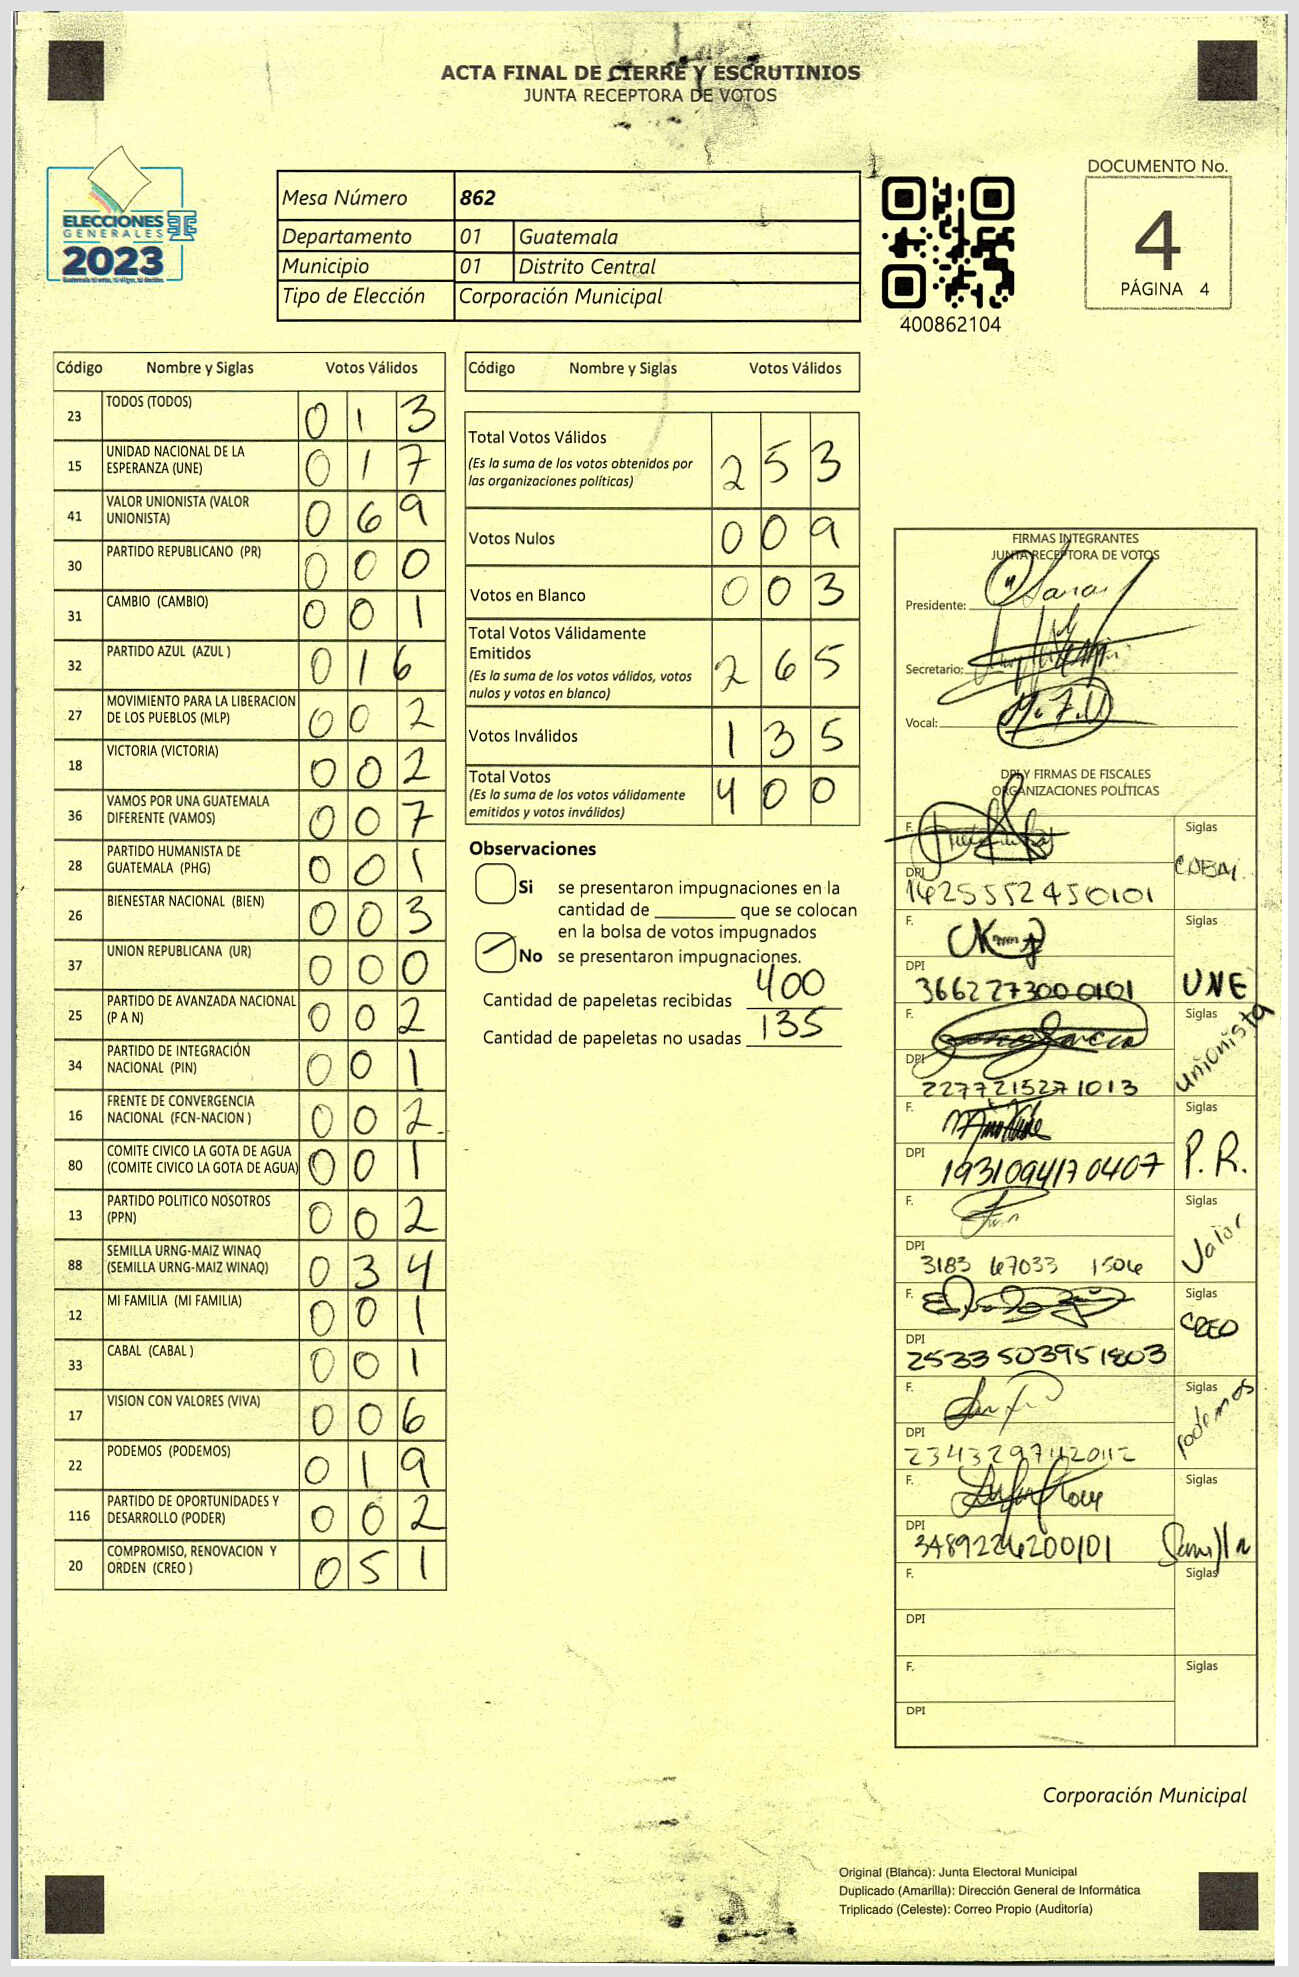 ACTA FINAL DE CIERRE Y ESCRUTINIOS
JUNTA RECEPTORA DE VOTOS
ELECCIONES
GENERALES
2023
Mesa Número 862
Departamento 01 Guatemala
Municipio 01 Distrito Central
Tipo de Elección Corporación Municipal
400862104
DOCUMENTO No.
4
PÁGINA 4
Código Nombre y Siglas Votos Válidos
23 TODOS (TODOS) 0 1 3
15 UNIDAD NACIONAL DE LA
ESPERANZA (UNE) 0 1 7
41 VALOR UNIONISTA (VALOR
UNIONISTA) 0 6 9
30 PARTIDO REPUBLICANO (PR) 0 0 0
31 CAMBIO (CAMBIO) 0 0 1
32 PARTIDO AZUL (AZUL ) 0 1 6
27 MOVIMIENTO PARA LA LIBERACION
DE LOS PUEBLOS (MLP) 0 0 2
18 VICTORIA (VICTORIA) 0 0 2
36 VAMOS POR UNA GUATEMALA
DIFERENTE (VAMOS) 0 0 7
28 PARTIDO HUMANISTA DE
GUATEMALA (PHG) 0 0 1
26 BIENESTAR NACIONAL (BIEN) 0 0 3
37 UNION REPUBLICANA (UR) 0 0 0
25 PARTIDO DE AVANZADA NACIONAL
(P A N) 0 0 2
34 PARTIDO DE INTEGRACIÓN
NACIONAL (PIN) 0 0 1
16 FRENTE DE CONVERGENCIA
NACIONAL (FCN-NACION ) 0 0 2
80 COMITE CIVICO LA GOTA DE AGUA
(COMITE CIVICO LA GOTA DE AGUA) 0 0 1
13 PARTIDO POLITICO NOSOTROS
(PPN) 0 0 2
88 SEMILLA URNG-MAIZ WINAQ
(SEMILLA URNG-MAIZ WINAQ) 0 3 4
12 MI FAMILIA (MI FAMILIA) 0 0 1
33 CABAL (CABAL ) 0 0 1
17 VISION CON VALORES (VIVA) 0 0 6
22 PODEMOS (PODEMOS) 0 1 9
116 PARTIDO DE OPORTUNIDADES Y
DESARROLLO (PODER) 0 0 2
20 COMPROMISO, RENOVACION Y
ORDEN (CREO ) 0 5 1
Código Nombre y Siglas Votos Válidos
Total Votos Válidos
(Es la suma de los votos obtenidos por
las organizaciones políticas) 2 5 3
Votos Nulos 0 0 9
Votos en Blanco 0 0 3
Total Votos Válidamente
Emitidos
(Es la suma de los votos válidos, votos
nulos y votos en blanco) 2 6 5
Votos Inválidos 1 3 5
Total Votos
(Es la suma de los votos válidamente
emitidos y votos inválidos) 4 0 0
Observaciones
Si se presentaron impugnaciones en la
cantidad de ________ que se colocan
en la bolsa de votos impugnados
No se presentaron impugnaciones.
Cantidad de papeletas recibidas 400
Cantidad de papeletas no usadas 135
FIRMAS INTEGRANTES
JUNTA RECEPTORA DE VOTOS
Presidente:
Secretario:
Vocal:
DPI Y FIRMAS DE FISCALES
ORGANIZACIONES POLÍTICAS
F. Siglas
CABAL
DPI
1425552450101
F. Siglas
DPI
3662273000101 UNE
F. Siglas
Unionista
DPI
2277215271013
F. Siglas
DPI
1931094170407 P.R.
F. Siglas
Valor
DPI
3183 67033 1506
F. Siglas
CREO
DPI
2533503951803
F. Siglas
Podemos
DPI
F. Siglas
DPI
Semilla
F. Siglas
DPI
F. Siglas
DPI
Corporación Municipal
Original (Blanca): Junta Electoral Municipal
Duplicado (Amarilla): Dirección General de Informática
Triplicado (Celeste): Correo Propio (Auditoría)